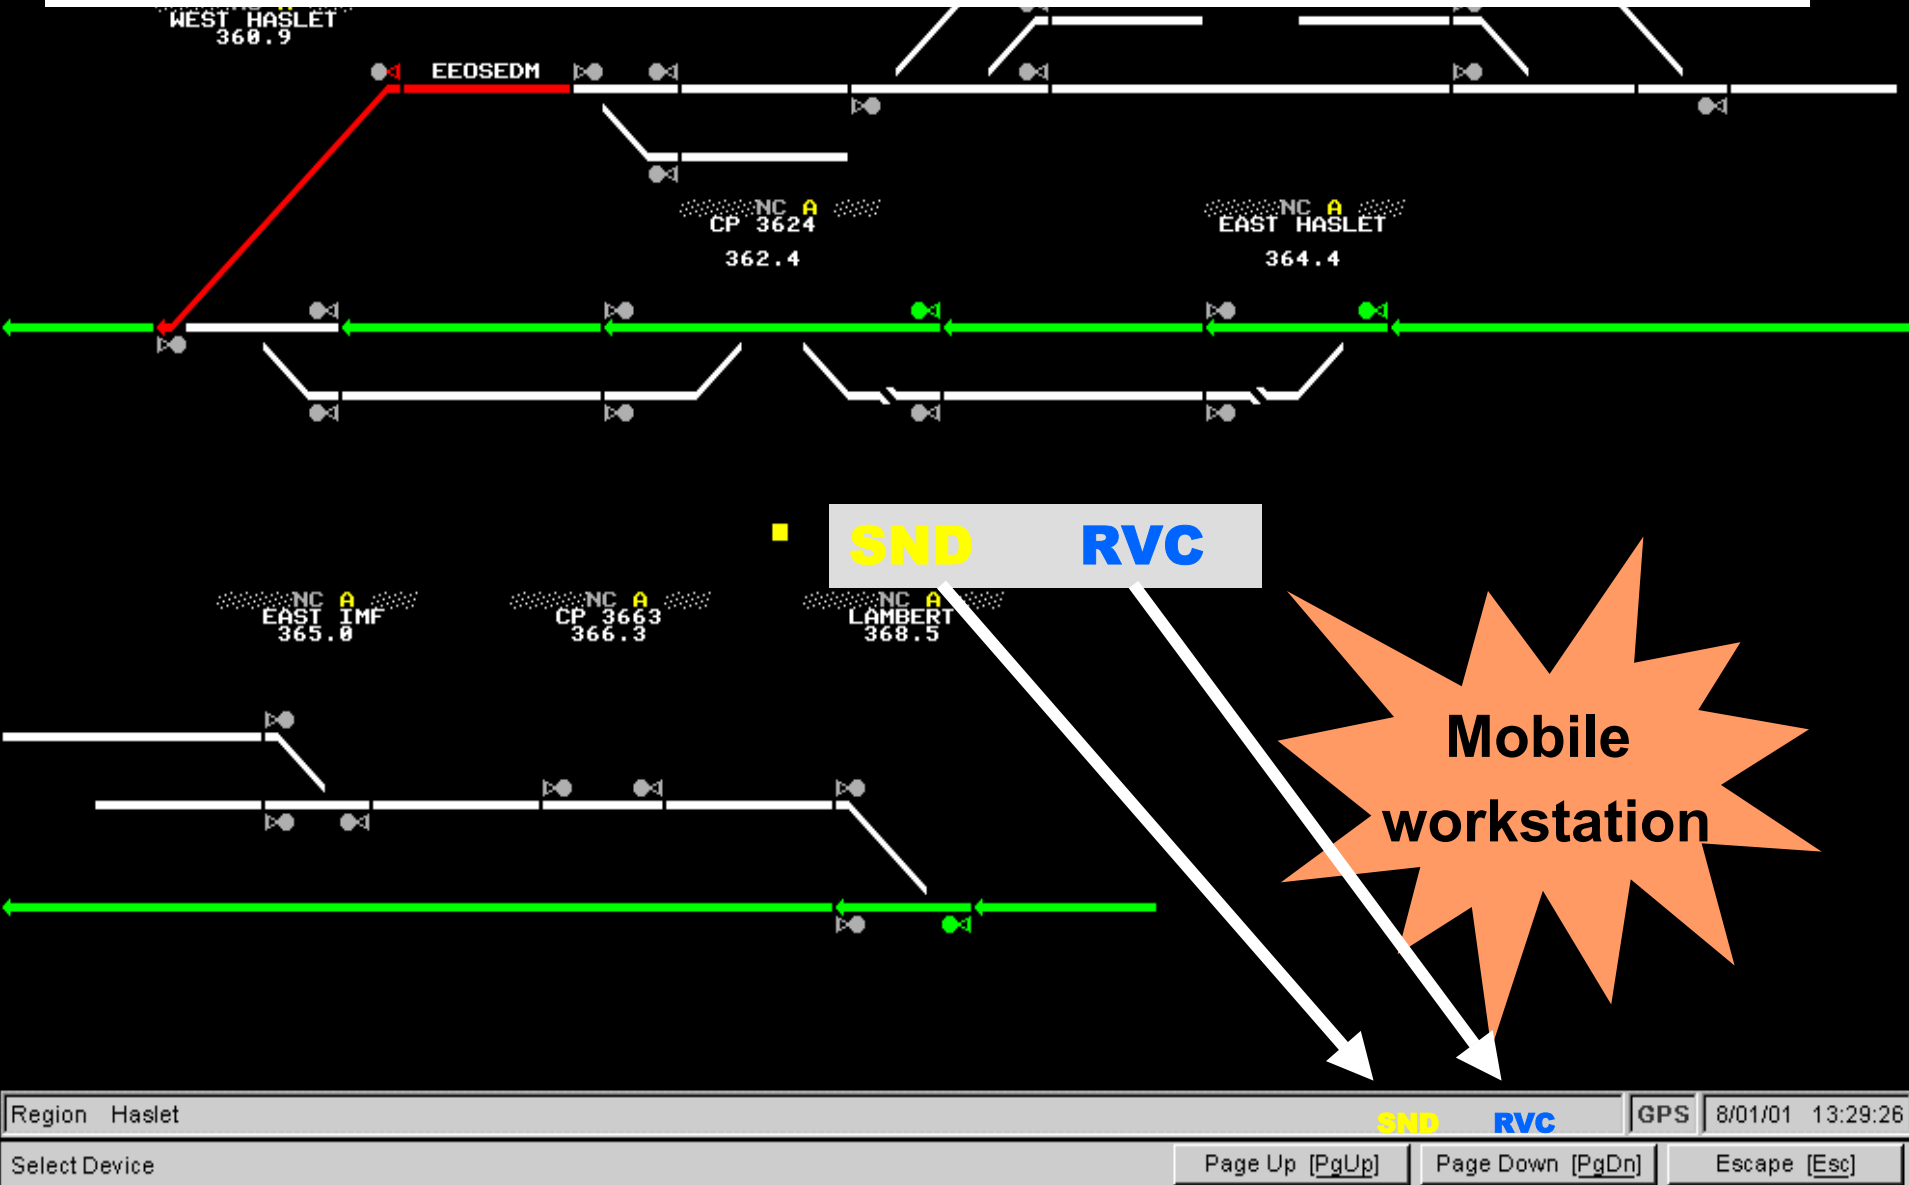 WEST HASLET
360.9
EEOSEDM
NC A
CP 3624
362.4
NC A
EAST HASLET
364.4
SND RVC
NC A
EAST IMF
365.0
NC A
CP 3663
366.3
NC A
LAMBERT
368.5
Mobile
workstation
Region Haslet
SND RVC
GPS
8/01/01 13:29:26
Select Device
Page Up [PgUp]
Page Down [PgDn]
Escape [Esc]